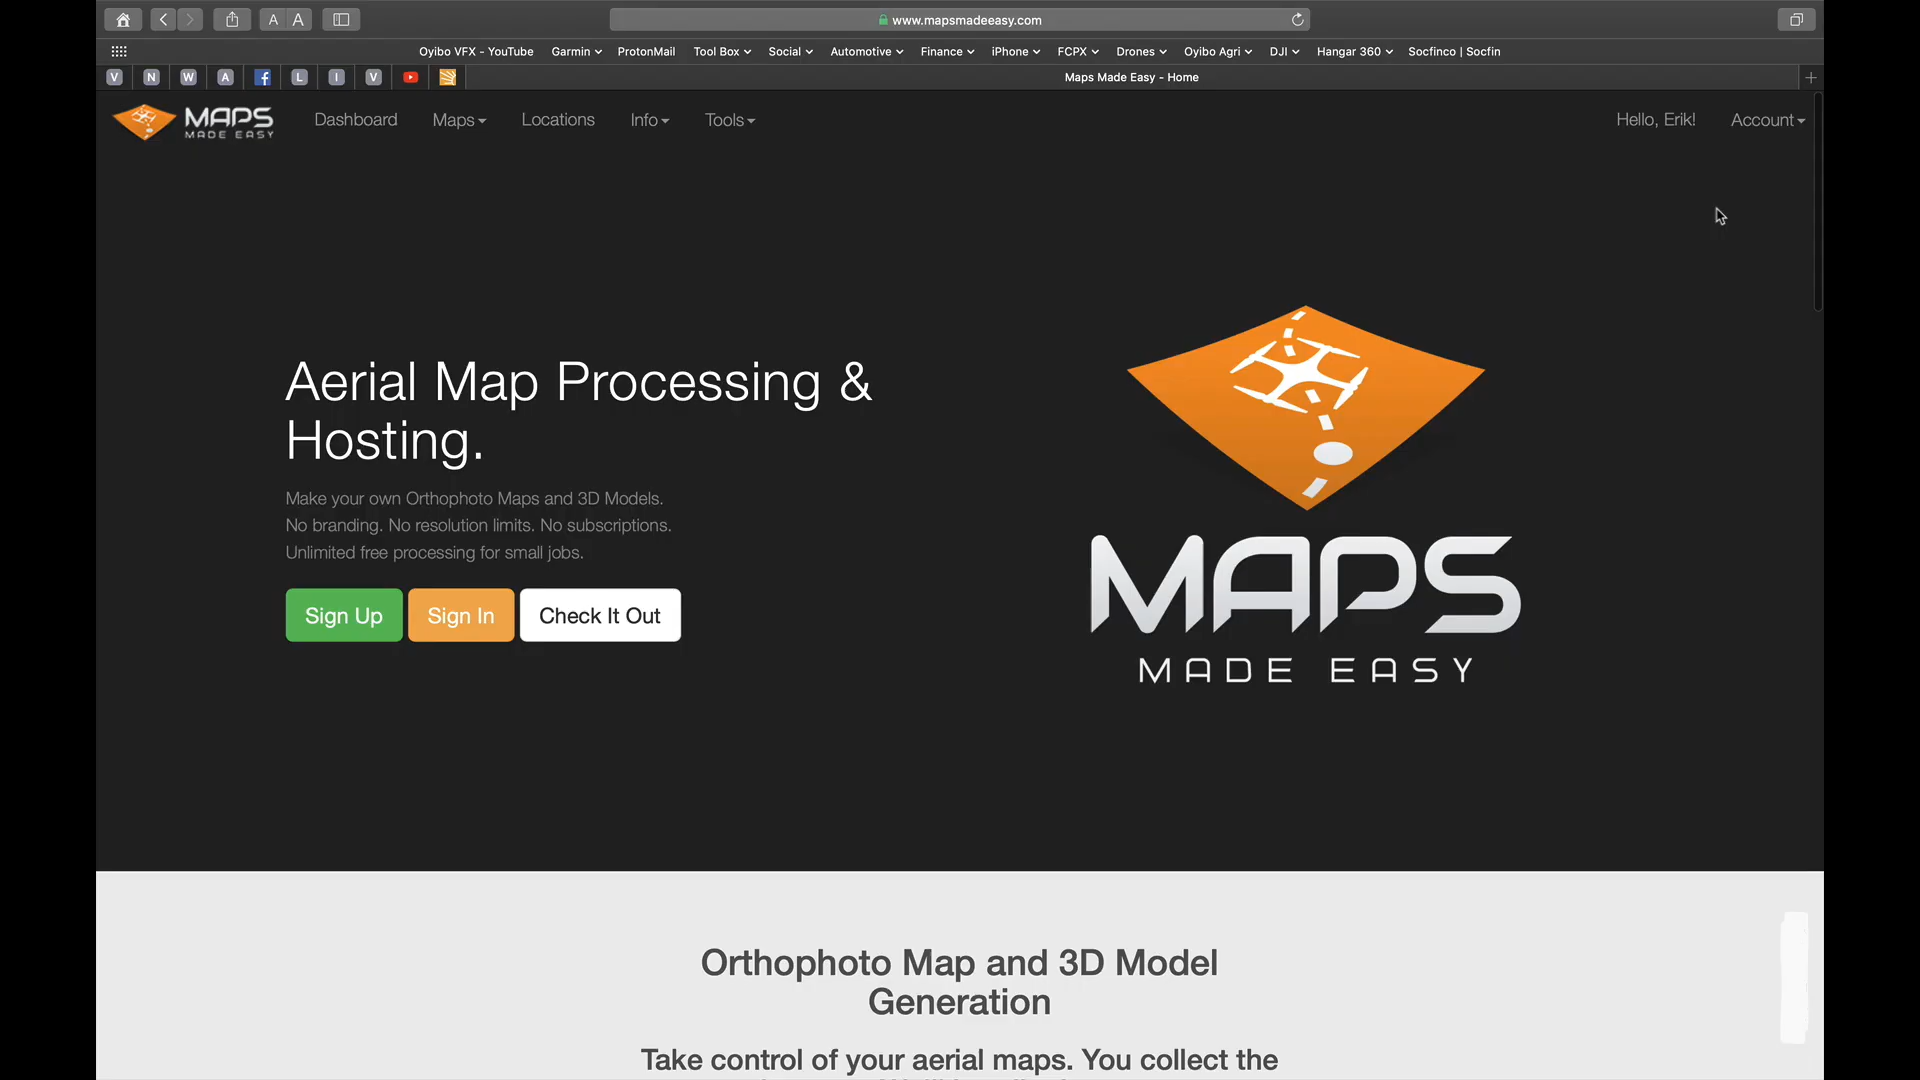 A A
www.mapsmadeeasy.com
Oyibo VFX - YouTube Garmin ProtonMail Tool Box Social Automotive Finance iPhone FCPX Drones Oyibo Agri DJI Hangar 360 Socfinco | Socfin
V N W A f L I V Maps Made Easy - Home
MAPS
MADE EASY
Dashboard Maps Locations Info Tools Hello, Erik! Account
Aerial Map Processing &
Hosting.
Make your own Orthophoto Maps and 3D Models.
No branding. No resolution limits. No subscriptions.
Unlimited free processing for small jobs.
Sign Up Sign In Check It Out
MAPS
MADE EASY
Orthophoto Map and 3D Model
Generation
Take control of your aerial maps. You collect the